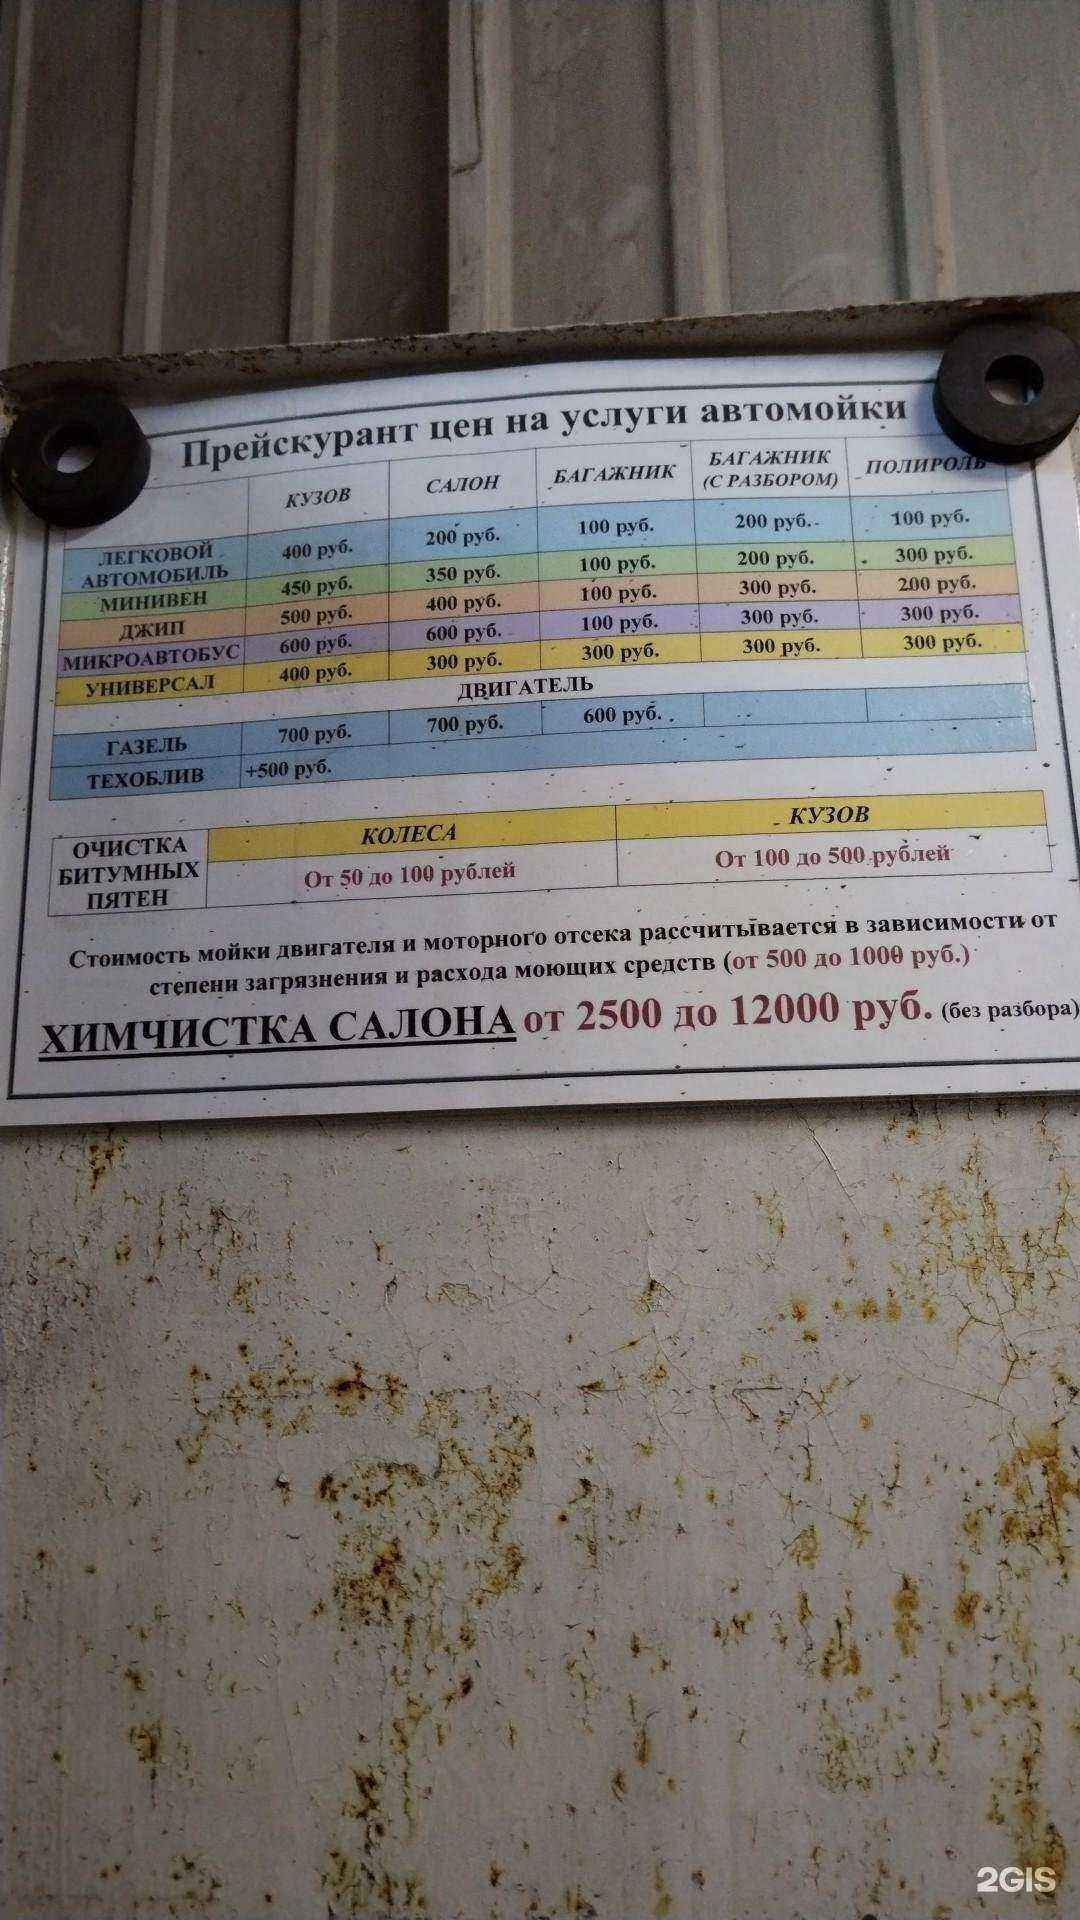 Прейскурант цен на услуги автомойки
КУЗОВ САЛОН БАГАЖНИК БАГАЖНИК (С РАЗБОРОМ) ПОЛИРОЛЬ
ЛЕГКОВОЙ АВТОМОБИЛЬ 400 руб. 200 руб. 100 руб. 200 руб. 100 руб.
МИНИВЕН 450 руб. 350 руб. 100 руб. 200 руб. 300 руб.
ДЖИП 500 руб. 400 руб. 100 руб. 300 руб. 200 руб.
МИКРОАВТОБУС 600 руб. 600 руб. 100 руб. 300 руб. 300 руб.
УНИВЕРСАЛ 400 руб. 300 руб. 300 руб. 300 руб. 300 руб.
ДВИГАТЕЛЬ
ГАЗЕЛЬ 700 руб. 700 руб. 600 руб.
ТЕХОБЛИВ +500 руб.
ОЧИСТКА БИТУМНЫХ ПЯТЕН
КОЛЕСА КУЗОВ
От 50 до 100 рублей От 100 до 500 рублей
Стоимость мойки двигателя и моторного отсека рассчитывается в зависимости от
степени загрязнения и расхода моющих средств (от 500 до 1000 руб.)
ХИМЧИСТКА САЛОНА от 2500 до 12000 руб. (без разбора)
2GIS